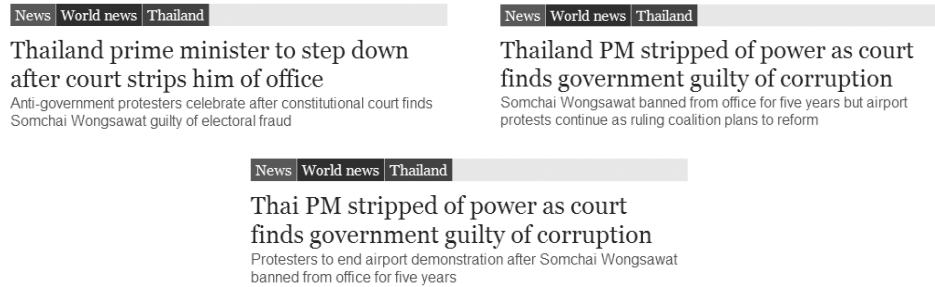 News World news Thailand
Thailand prime minister to step down
after court strips him of office
Anti-government protesters celebrate after constitutional court finds
Somchai Wongsawat guilty of electoral fraud
News World news Thailand
Thailand PM stripped of power as court
finds government guilty of corruption
Somchai Wongsawat banned from office for five years but airport
protests continue as ruling coalition plans to reform
News World news Thailand
Thai PM stripped of power as court
finds government guilty of corruption
Protesters to end airport demonstration after Somchai Wongsawat
banned from office for five years